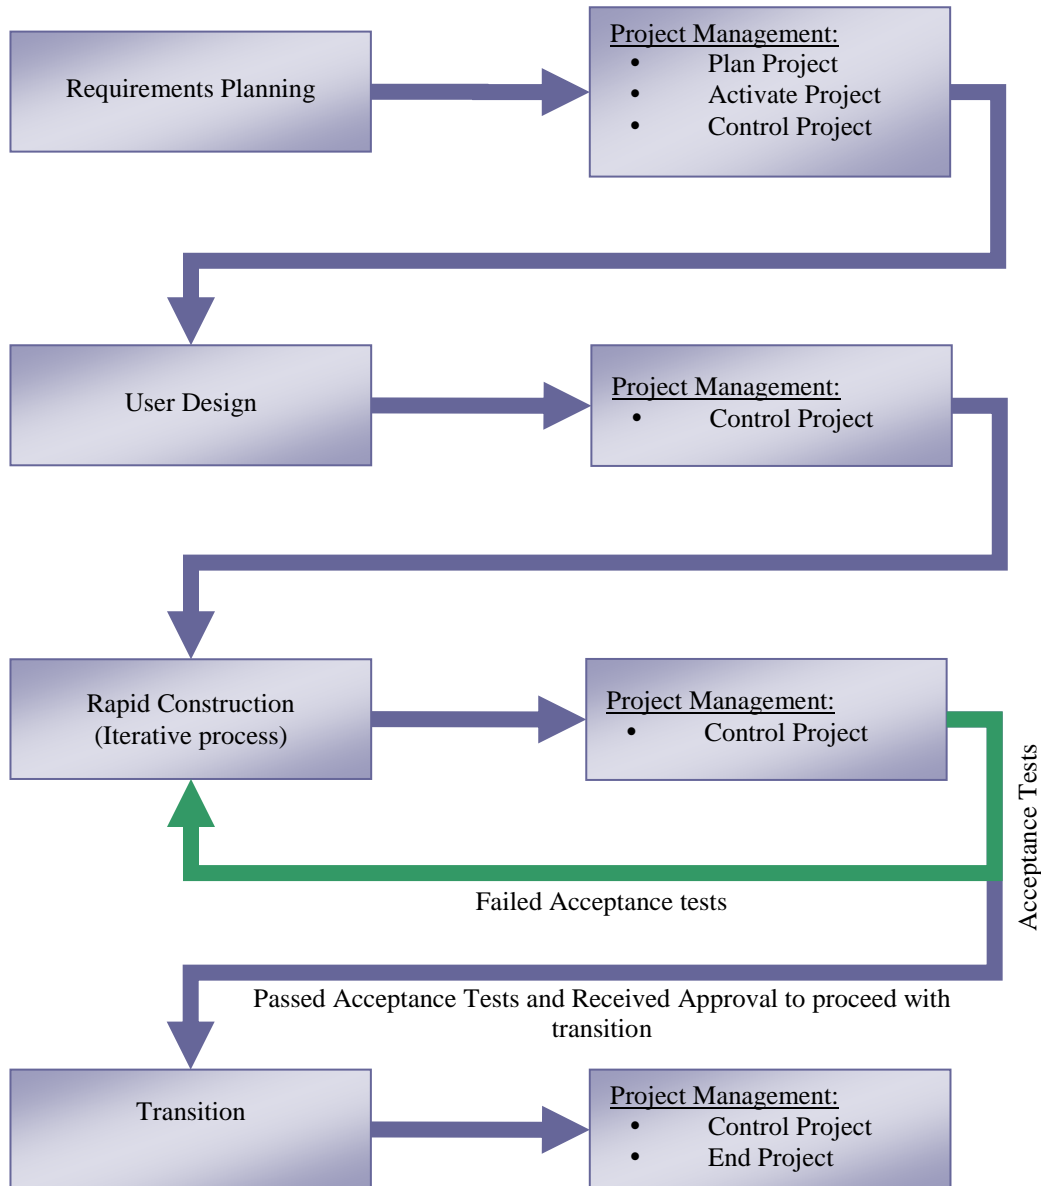 Requirements Planning
Project Management:
• Plan Project
• Activate Project
• Control Project
User Design
Project Management:
• Control Project
Rapid Construction
(Iterative process)
Project Management:
• Control Project
Acceptance Tests
Failed Acceptance tests
Passed Acceptance Tests and Received Approval to proceed with
transition
Transition
Project Management:
• Control Project
• End Project